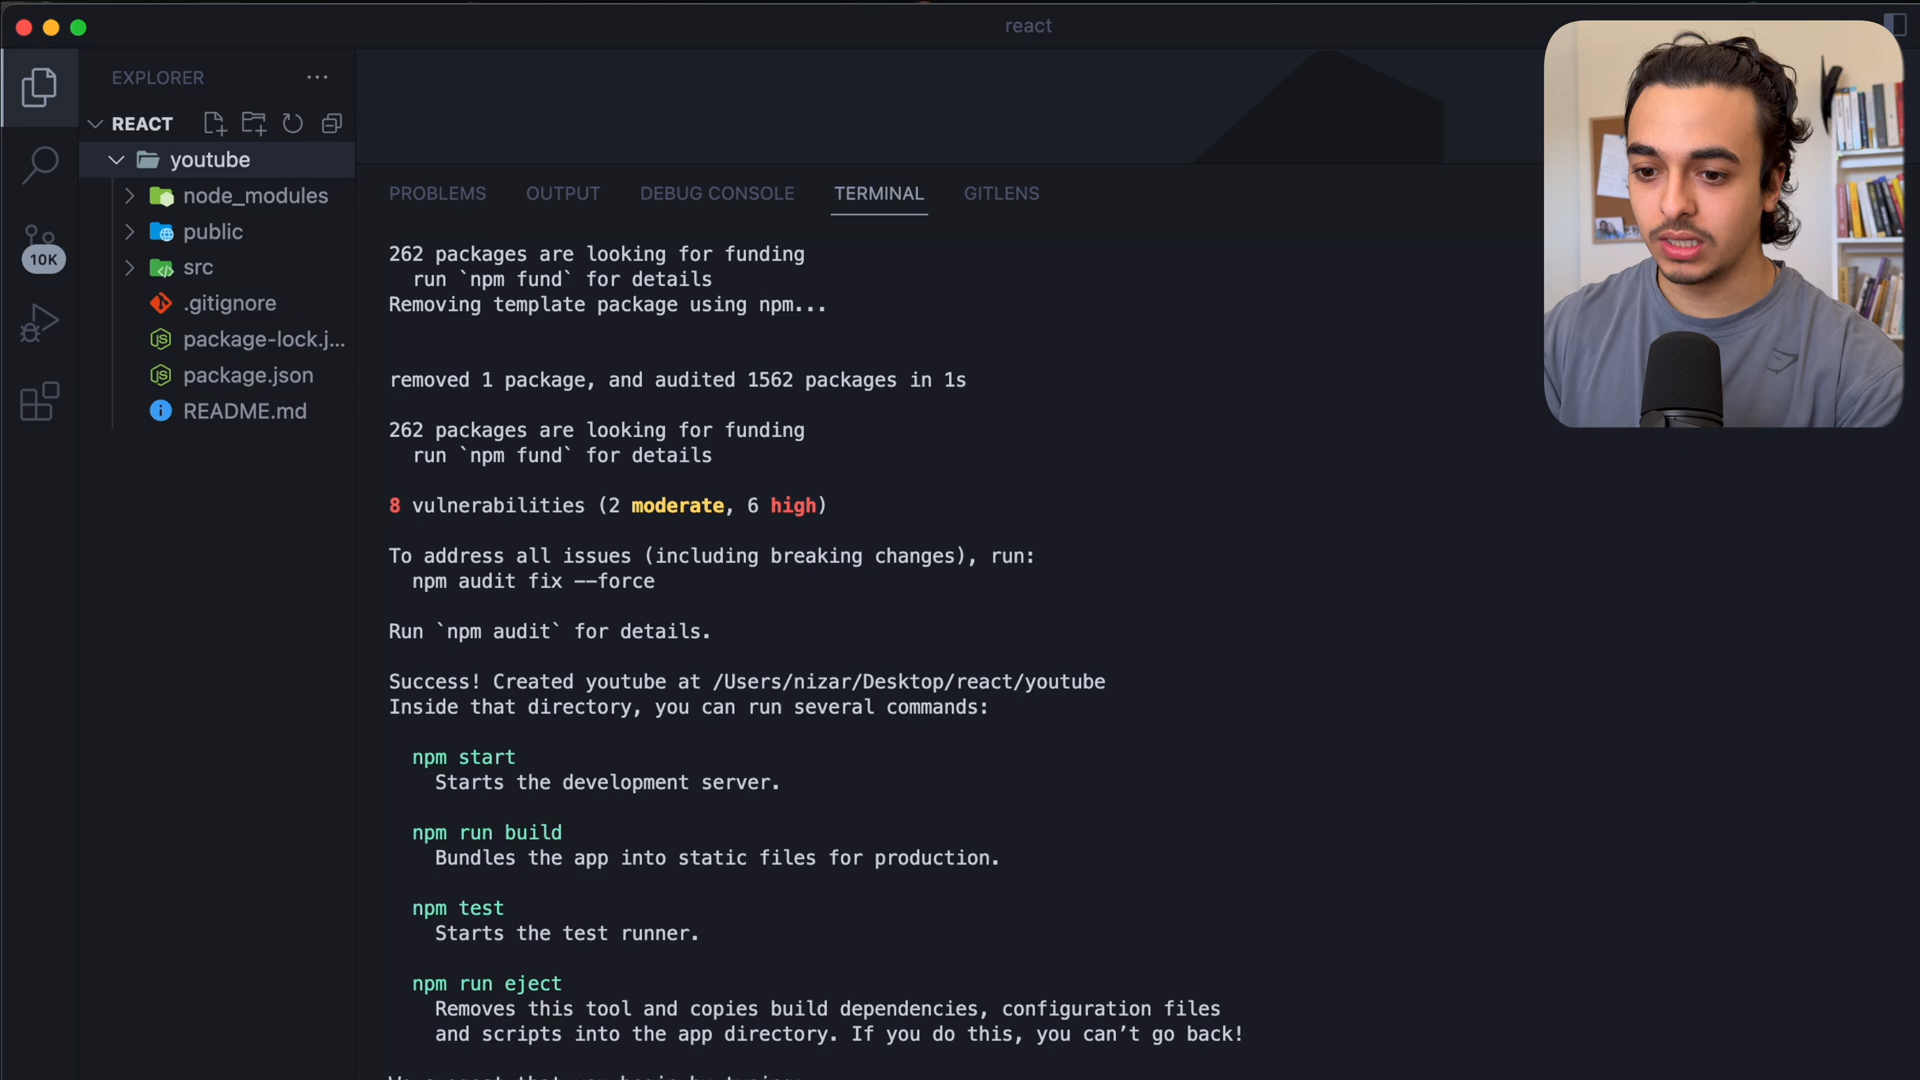 react
EXPLORER
REACT
youtube
node_modules
public
src
.gitignore
package-lock.j...
package.json
README.md
10K
PROBLEMS OUTPUT DEBUG CONSOLE TERMINAL GITLENS
262 packages are looking for funding
run `npm fund` for details
Removing template package using npm...
removed 1 package, and audited 1562 packages in 1s
262 packages are looking for funding
run `npm fund` for details
8 vulnerabilities (2 moderate, 6 high)
To address all issues (including breaking changes), run:
npm audit fix --force
Run `npm audit` for details.
Success! Created youtube at /Users/nizar/Desktop/react/youtube
Inside that directory, you can run several commands:
npm start
Starts the development server.
npm run build
Bundles the app into static files for production.
npm test
Starts the test runner.
npm run eject
Removes this tool and copies build dependencies, configuration files
and scripts into the app directory. If you do this, you can’t go back!